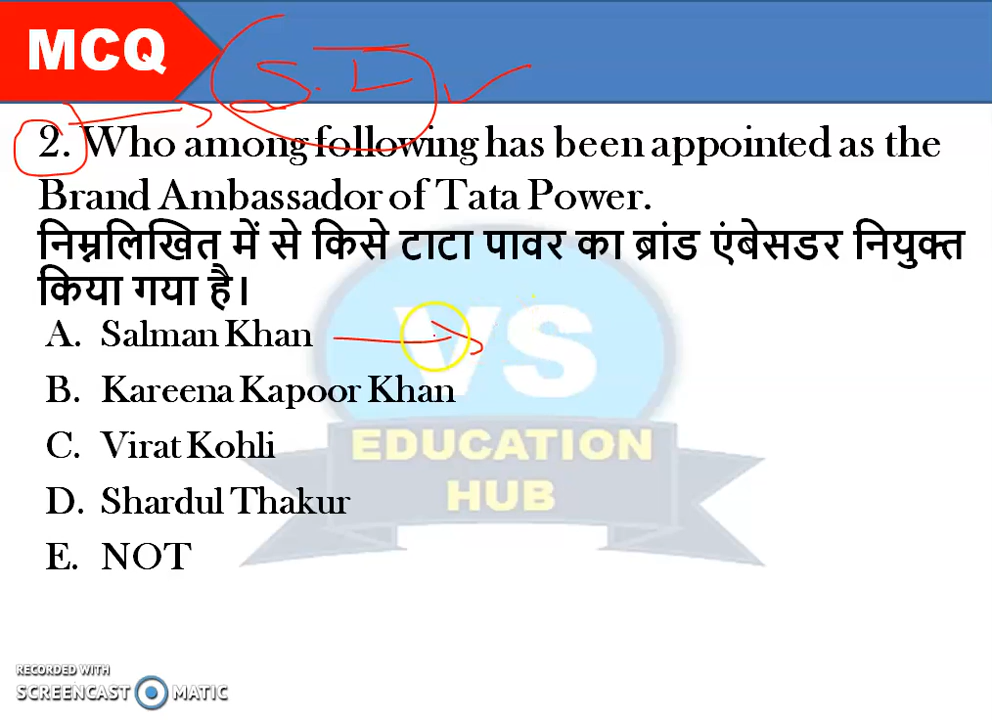 MCQ
S. L
2. Who among following has been appointed as the
Brand Ambassador of Tata Power.
निम्नलिखित में से किसे टाटा पावर का ब्रांड एंबेसडर नियुक्त
किया गया है।
A. Salman Khan
B. Kareena Kapoor Khan
C. Virat Kohli
D. Shardul Thakur
E. NOT
VS
EDUCATION
HUB
RECORDED WITH
SCREENCAST MATIC